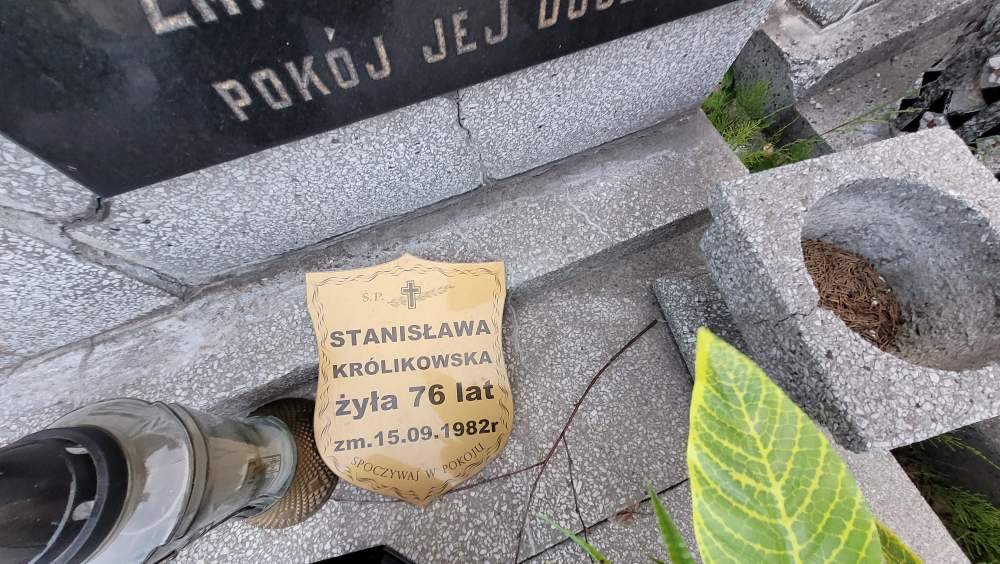 POKÓJ JEJ
Ś.P.
STANISŁAWA
KRÓLIKOWSKA
żyła 76 lat
zm.15.09.1982r
SPOCZYWAJ W POKOJU